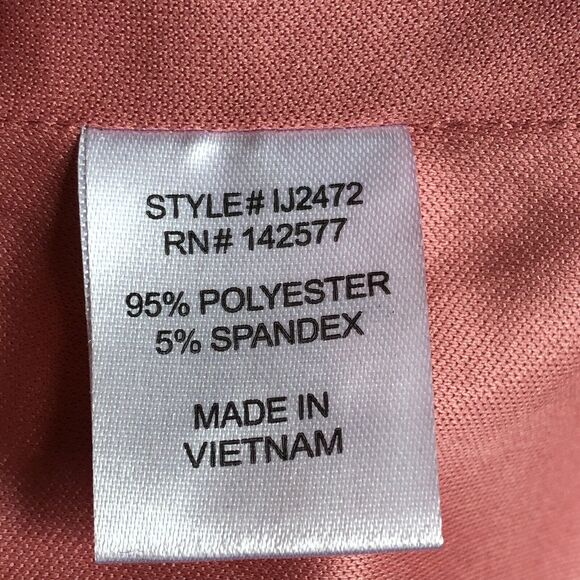 STYLE# IJ2472
RN# 142577
95% POLYESTER
5% SPANDEX
MADE IN
VIETNAM